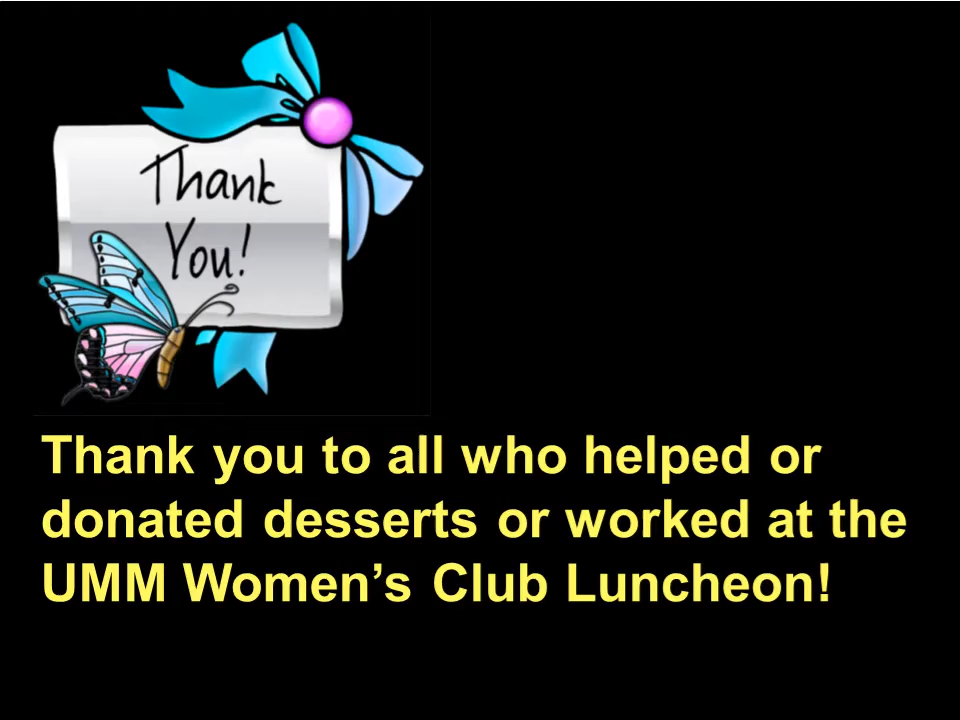 Thank
You!
Thank you to all who helped or
donated desserts or worked at the
UMM Women’s Club Luncheon!